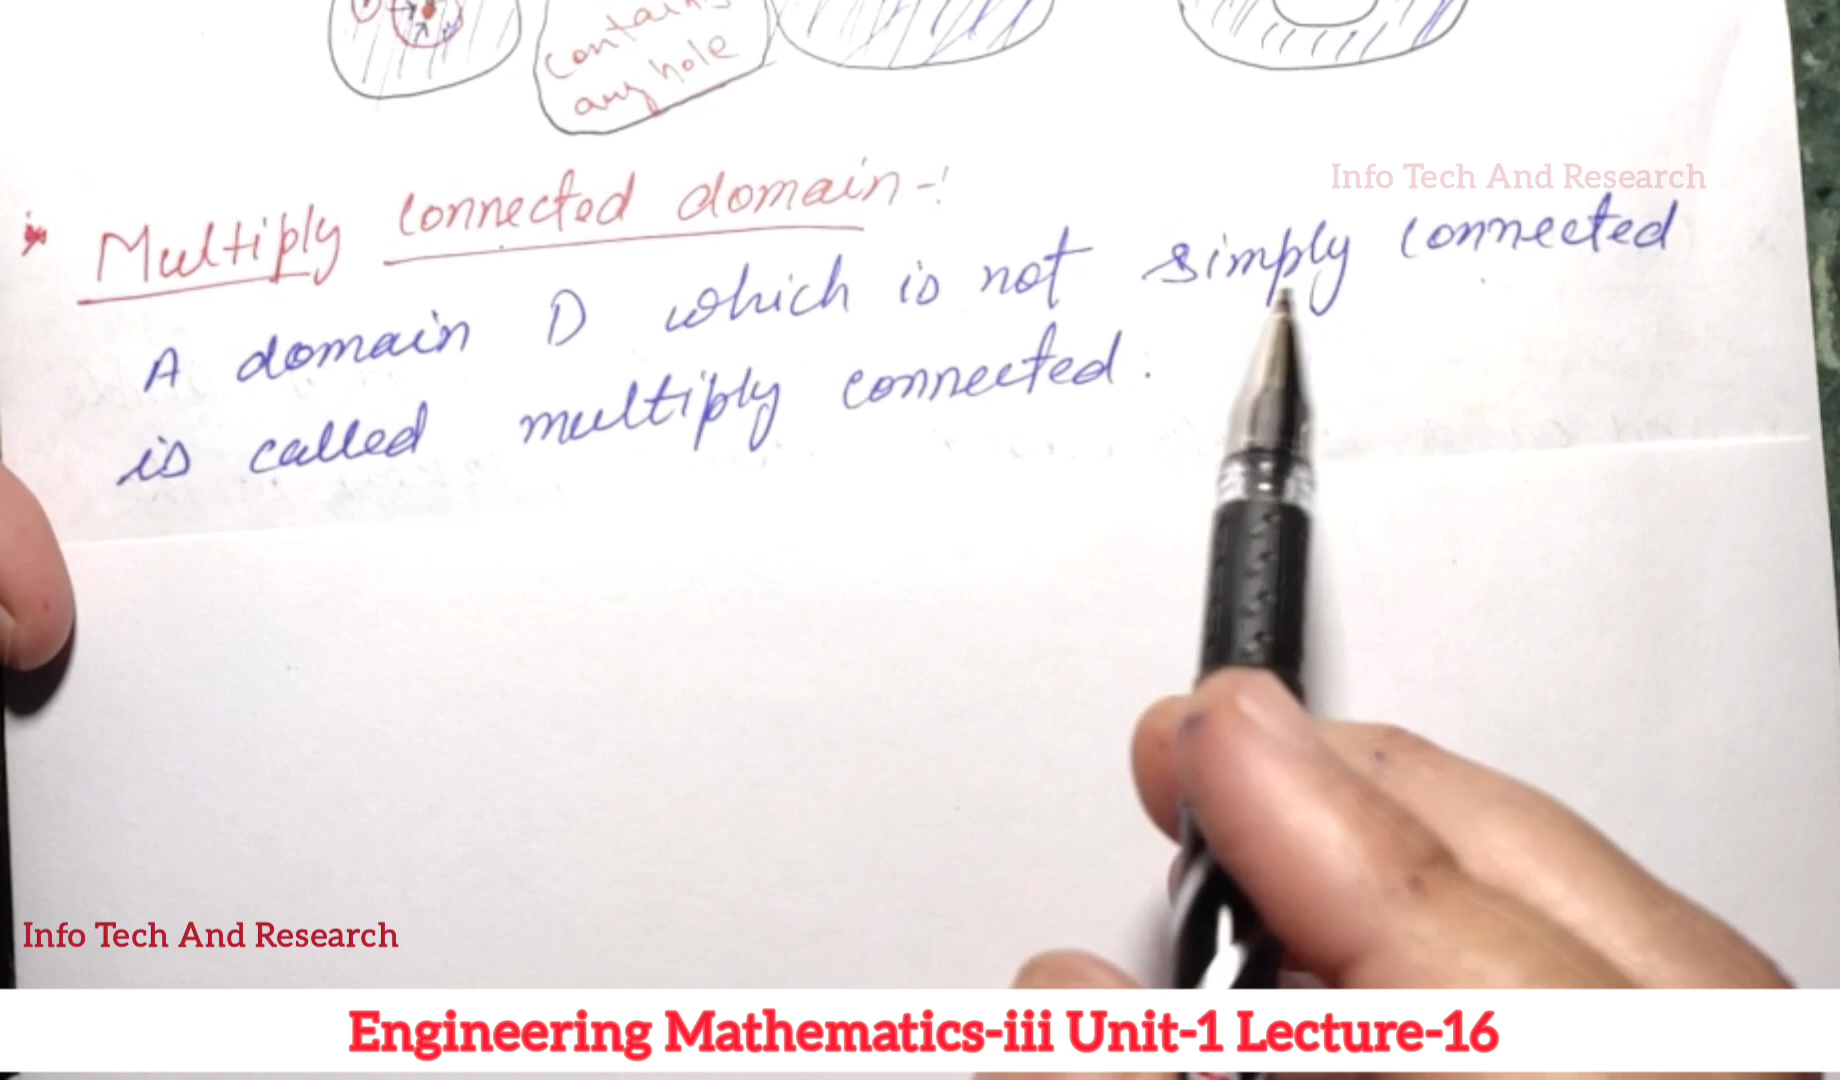 contains
any hole
Info Tech And Research
Multiply connected domain -:
A domain D which is not simply connected
is called multiply connected.
Info Tech And Research
Engineering Mathematics-iii Unit-1 Lecture-16